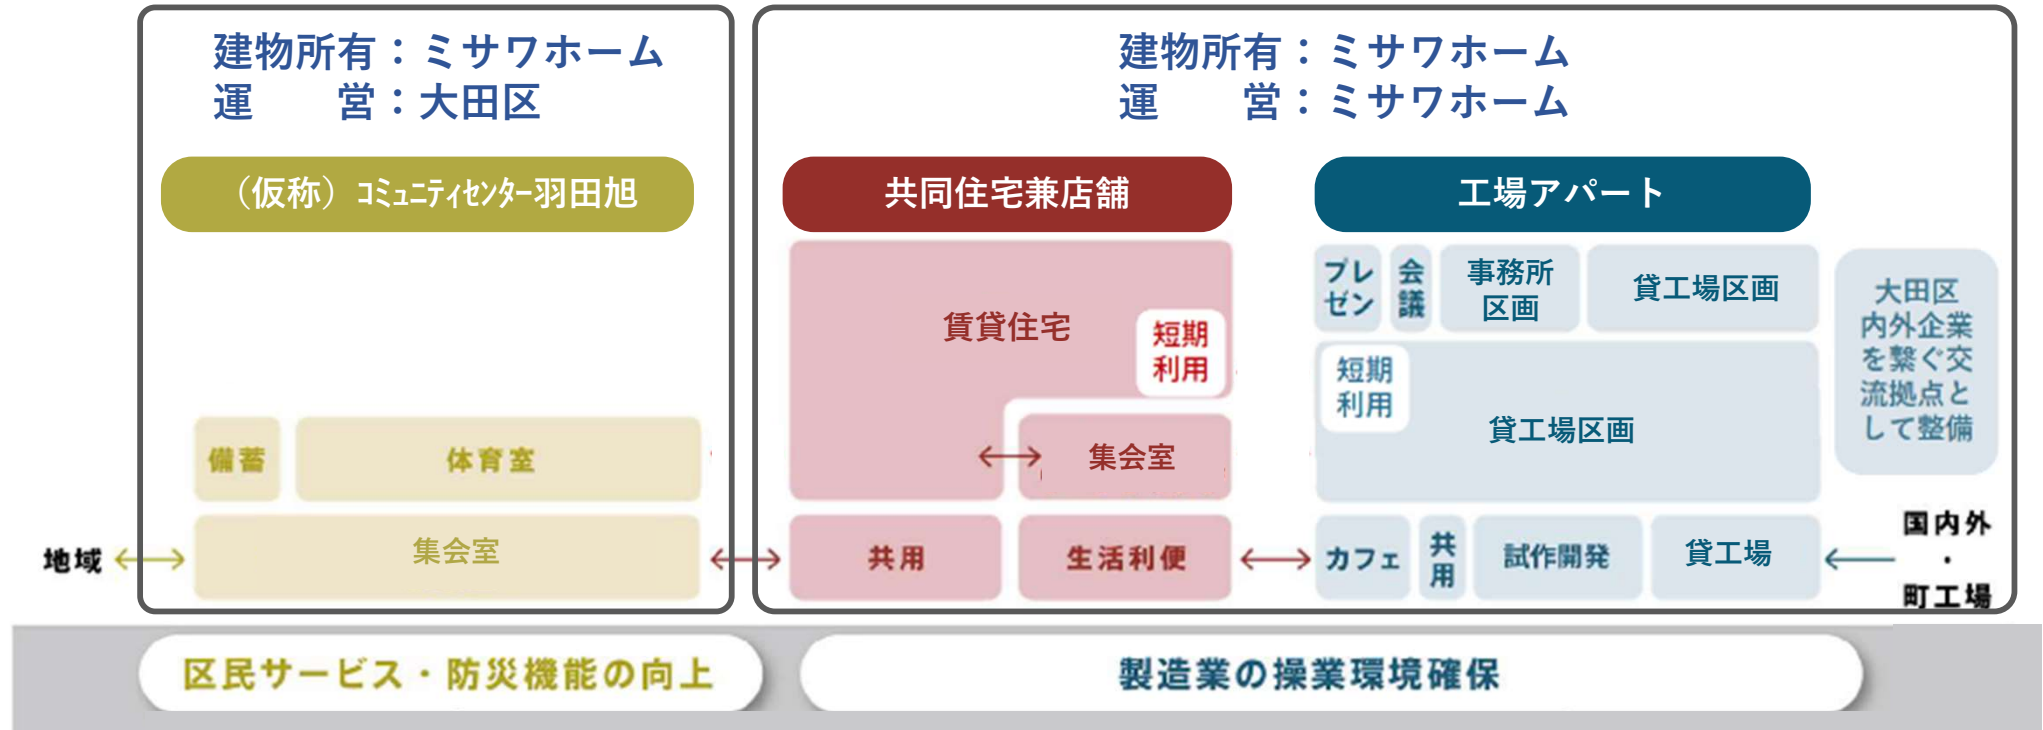 建物所有：ミサワホーム
運　　営：大田区
建物所有：ミサワホーム
運　　営：ミサワホーム
（仮称）ｺﾐｭﾆﾃｨｾﾝﾀｰ羽田旭
備蓄
体育室
集会室
地域
共同住宅兼店舗
賃貸住宅
短期
利用
集会室
共用
生活利便
工場アパート
プレ
ゼン
会
議
事務所
区画
貸工場区画
短期
利用
貸工場区画
カフェ
共
用
試作開発
貸工場
大田区
内外企業
を繋ぐ交
流拠点と
して整備
国内外
・
町工場
区民サービス・防災機能の向上
製造業の操業環境確保